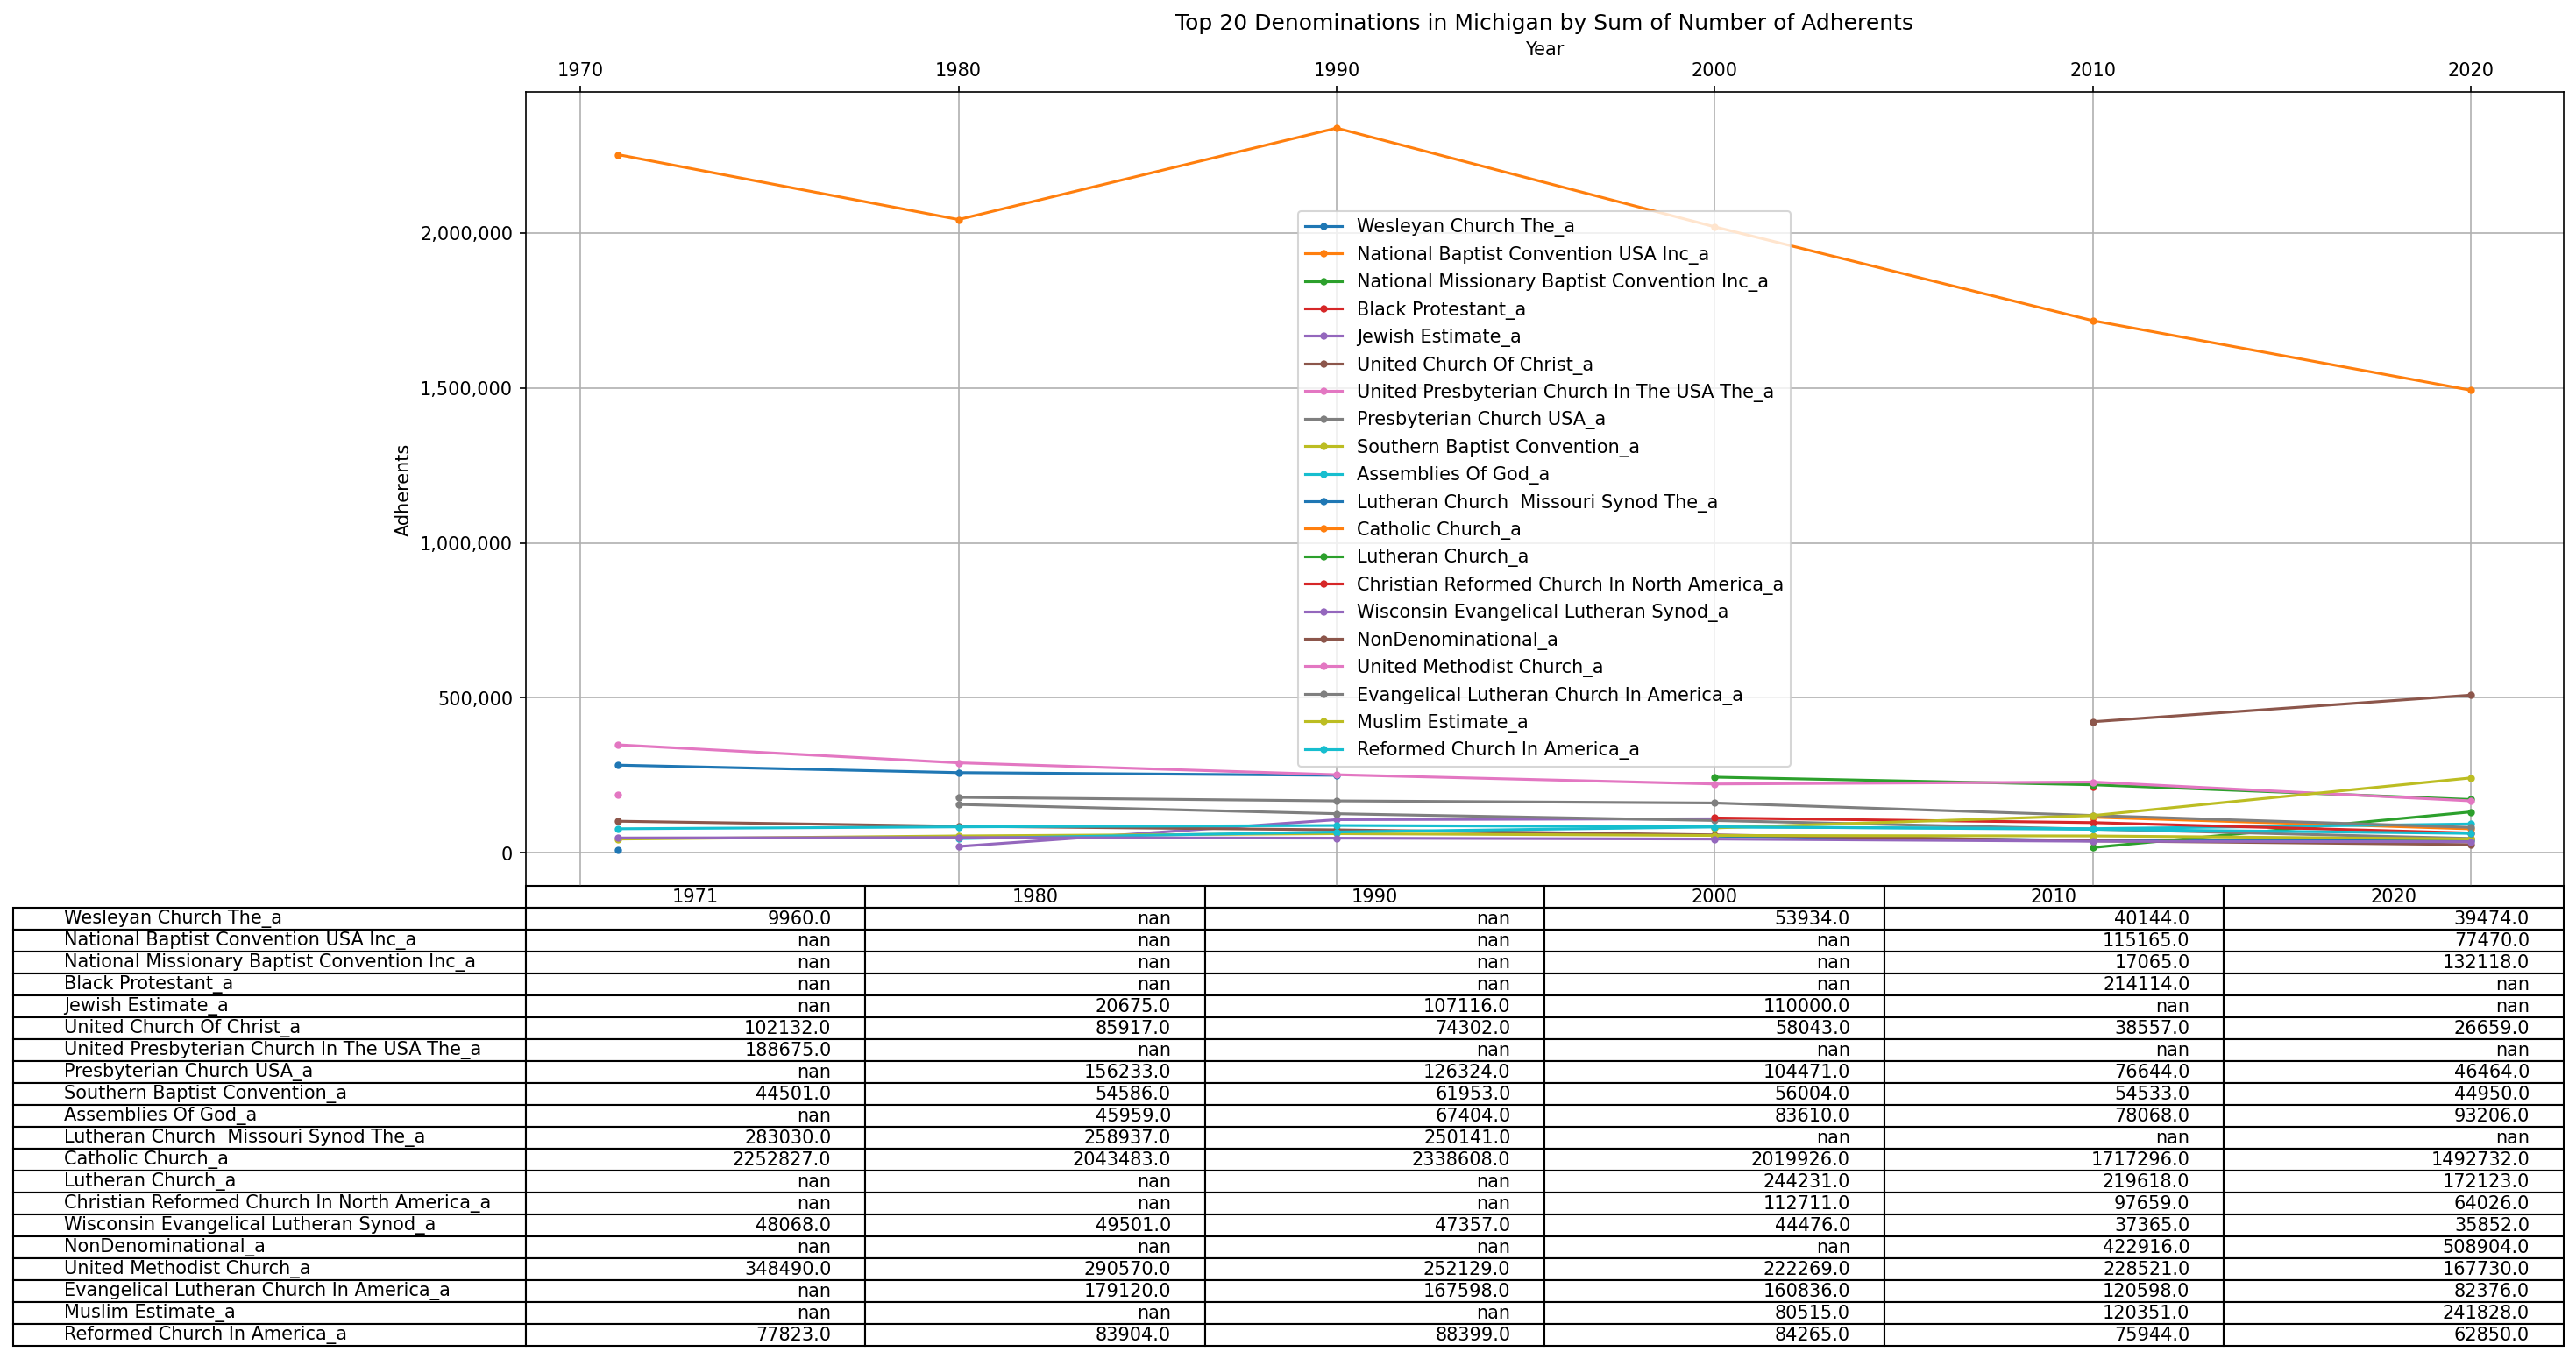 Top 20 Denominations in Michigan by Sum of Number of Adherents
Year
1970 1980 1990 2000 2010 2020
2,000,000
1,500,000
1,000,000
500,000
0
Adherents
Wesleyan Church The_a
National Baptist Convention USA Inc_a
National Missionary Baptist Convention Inc_a
Black Protestant_a
Jewish Estimate_a
United Church Of Christ_a
United Presbyterian Church In The USA The_a
Presbyterian Church USA_a
Southern Baptist Convention_a
Assemblies Of God_a
Lutheran Church  Missouri Synod The_a
Catholic Church_a
Lutheran Church_a
Christian Reformed Church In North America_a
Wisconsin Evangelical Lutheran Synod_a
NonDenominational_a
United Methodist Church_a
Evangelical Lutheran Church In America_a
Muslim Estimate_a
Reformed Church In America_a
1971 1980 1990 2000 2010 2020
Wesleyan Church The_a 9960.0 nan nan 53934.0 40144.0 39474.0
National Baptist Convention USA Inc_a nan nan nan nan 115165.0 77470.0
National Missionary Baptist Convention Inc_a nan nan nan nan 17065.0 132118.0
Black Protestant_a nan nan nan nan 214114.0 nan
Jewish Estimate_a nan 20675.0 107116.0 110000.0 nan nan
United Church Of Christ_a 102132.0 85917.0 74302.0 58043.0 38557.0 26659.0
United Presbyterian Church In The USA The_a 188675.0 nan nan nan nan nan
Presbyterian Church USA_a nan 156233.0 126324.0 104471.0 76644.0 46464.0
Southern Baptist Convention_a 44501.0 54586.0 61953.0 56004.0 54533.0 44950.0
Assemblies Of God_a nan 45959.0 67404.0 83610.0 78068.0 93206.0
Lutheran Church  Missouri Synod The_a 283030.0 258937.0 250141.0 nan nan nan
Catholic Church_a 2252827.0 2043483.0 2338608.0 2019926.0 1717296.0 1492732.0
Lutheran Church_a nan nan nan 244231.0 219618.0 172123.0
Christian Reformed Church In North America_a nan nan nan 112711.0 97659.0 64026.0
Wisconsin Evangelical Lutheran Synod_a 48068.0 49501.0 47357.0 44476.0 37365.0 35852.0
NonDenominational_a nan nan nan nan 422916.0 508904.0
United Methodist Church_a 348490.0 290570.0 252129.0 222269.0 228521.0 167730.0
Evangelical Lutheran Church In America_a nan 179120.0 167598.0 160836.0 120598.0 82376.0
Muslim Estimate_a nan nan nan 80515.0 120351.0 241828.0
Reformed Church In America_a 77823.0 83904.0 88399.0 84265.0 75944.0 62850.0